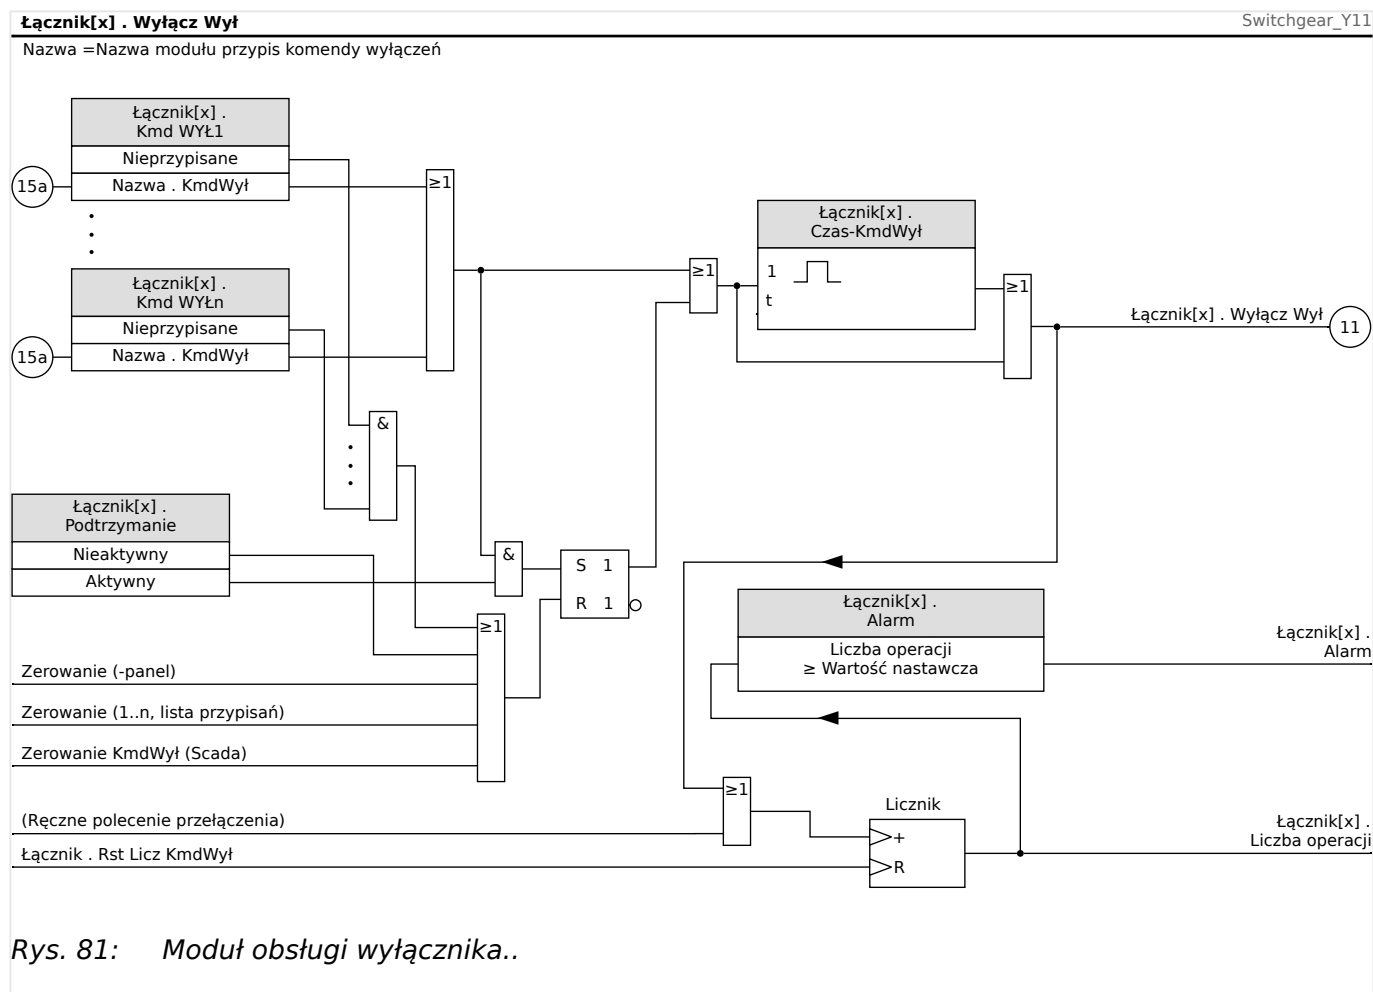 Łącznik[x] . Wyłącz Wył
Switchgear_Y11
Nazwa =Nazwa modułu przypis komendy wyłączeń
Łącznik[x] .
Kmd WYŁ1
Nieprzypisane
15a
Nazwa . KmdWył
≥1
Łącznik[x] .
Czas-KmdWył
≥1
1
t
≥1
Łącznik[x] .
Kmd WYŁn
Nieprzypisane
15a
Nazwa . KmdWył
Łącznik[x] . Wyłącz Wył
11
&
Łącznik[x] .
Podtrzymanie
Nieaktywny
Aktywny
&
S 1
R 1
≥1
Łącznik[x] .
Alarm
Liczba operacji
≥ Wartość nastawcza
Łącznik[x] .
Alarm
Zerowanie (-panel)
Zerowanie (1..n, lista przypisań)
Zerowanie KmdWył (Scada)
≥1
(Ręczne polecenie przełączenia)
Łącznik . Rst Licz KmdWył
Licznik
+
R
Łącznik[x] .
Liczba operacji
Rys. 81: Moduł obsługi wyłącznika..